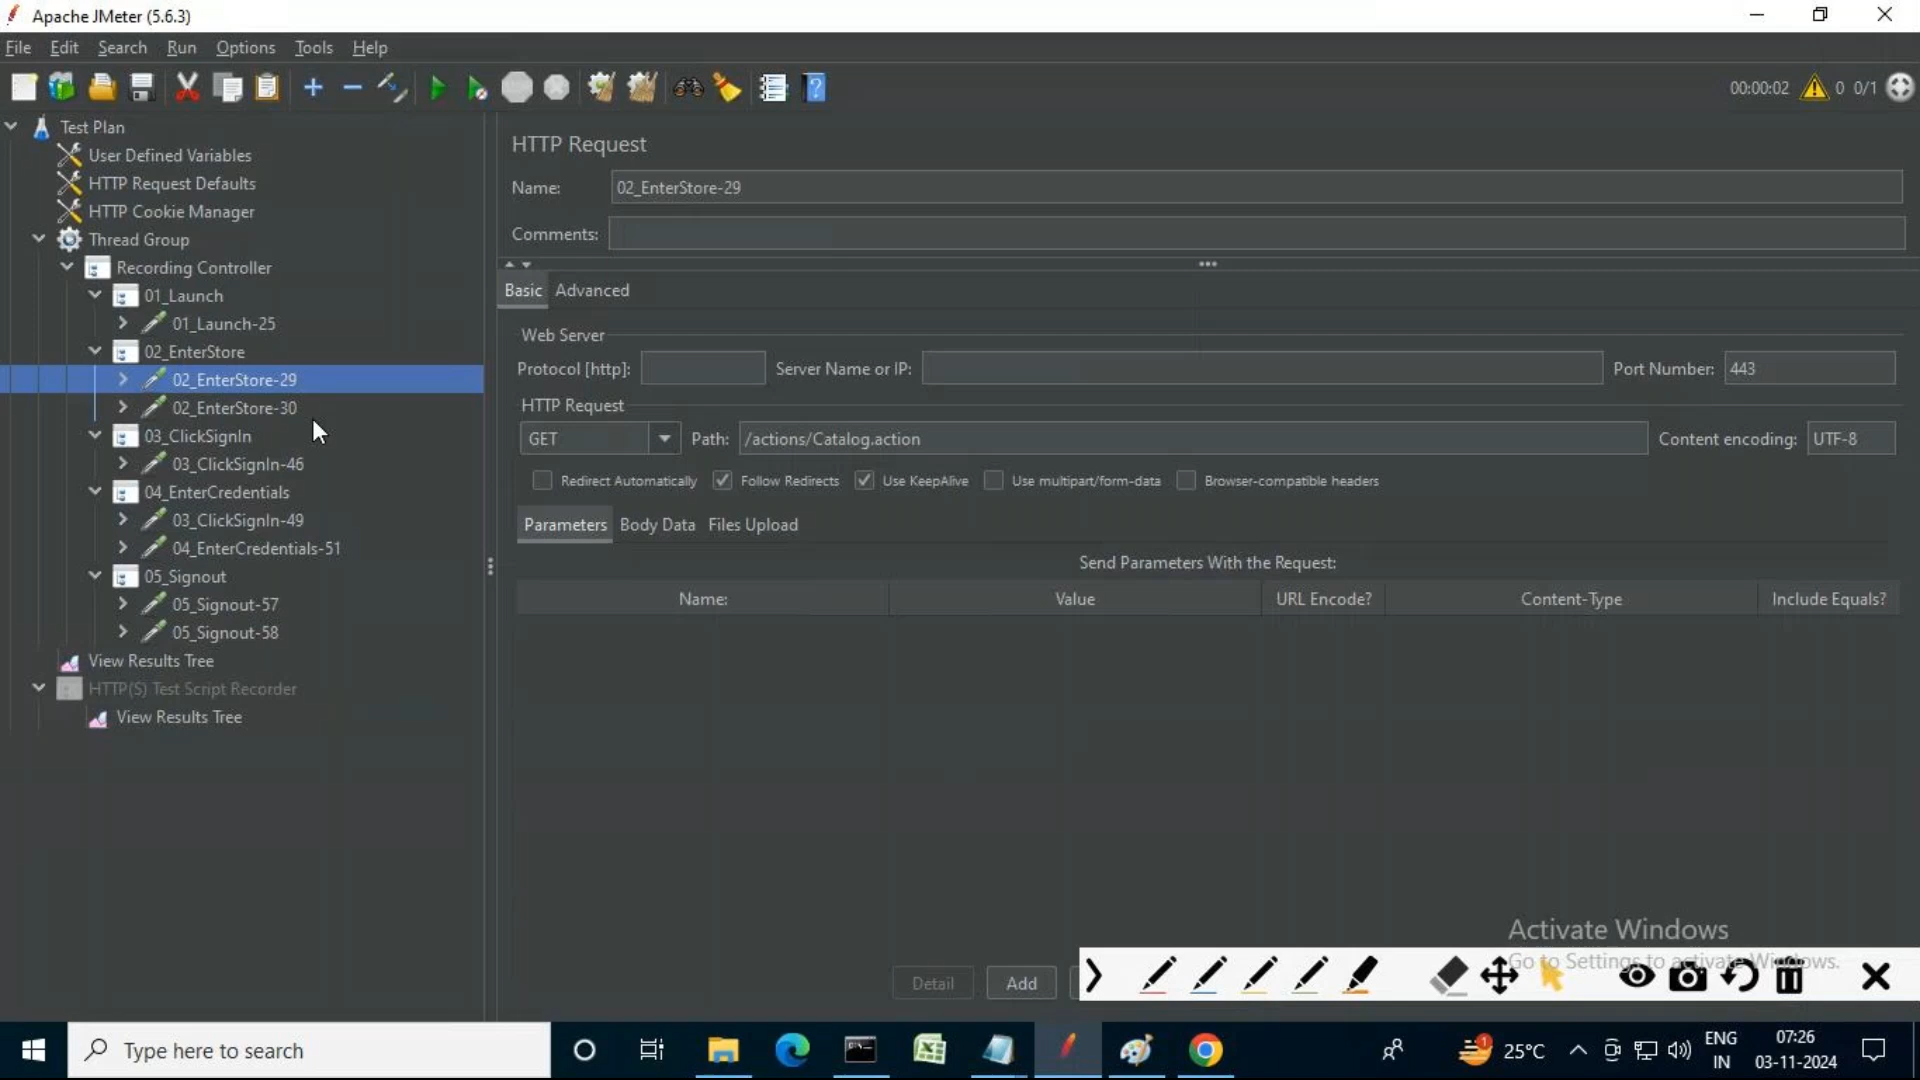 Apache JMeter (5.6.3)
File Edit Search Run Options Tools Help
00:00:02 0 0/1
Test Plan
User Defined Variables
HTTP Request Defaults
HTTP Cookie Manager
Thread Group
Recording Controller
01_Launch
01_Launch-25
02_EnterStore
02_EnterStore-29
02_EnterStore-30
03_ClickSignIn
03_ClickSignIn-46
04_EnterCredentials
03_ClickSignIn-49
04_EnterCredentials-51
05_Signout
05_Signout-57
05_Signout-58
View Results Tree
HTTP(S) Test Script Recorder
View Results Tree
HTTP Request
Name: 02_EnterStore-29
Comments:
Basic Advanced
Web Server
Protocol [http]: Server Name or IP: Port Number: 443
HTTP Request
GET Path: /actions/Catalog.action Content encoding: UTF-8
Redirect Automatically Follow Redirects Use KeepAlive Use multipart/form-data Browser-compatible headers
Parameters Body Data Files Upload
Send Parameters With the Request:
Name: Value URL Encode? Content-Type Include Equals?
Detail Add
Activate Windows
Go to Settings to activate Windows.
Type here to search
1 25°C ENG 07:26
IN 03-11-2024